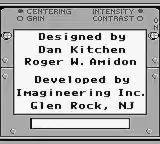 CENTERING INTENSITY
GAIN CONTRAST
Designed by
Dan Kitchen
Roger W. Amidon
Developed by
Imagineering Inc.
Glen Rock, NJ